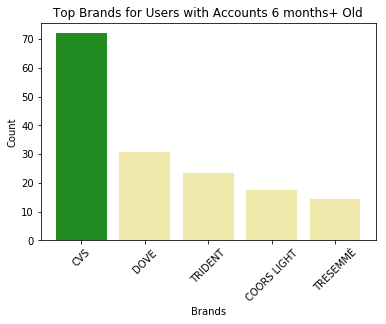 Top Brands for Users with Accounts 6 months+ Old
70
60
50
40
30
20
10
0
Count
CVS
DOVE
TRIDENT
COORS LIGHT
TRESEMMÉ
Brands